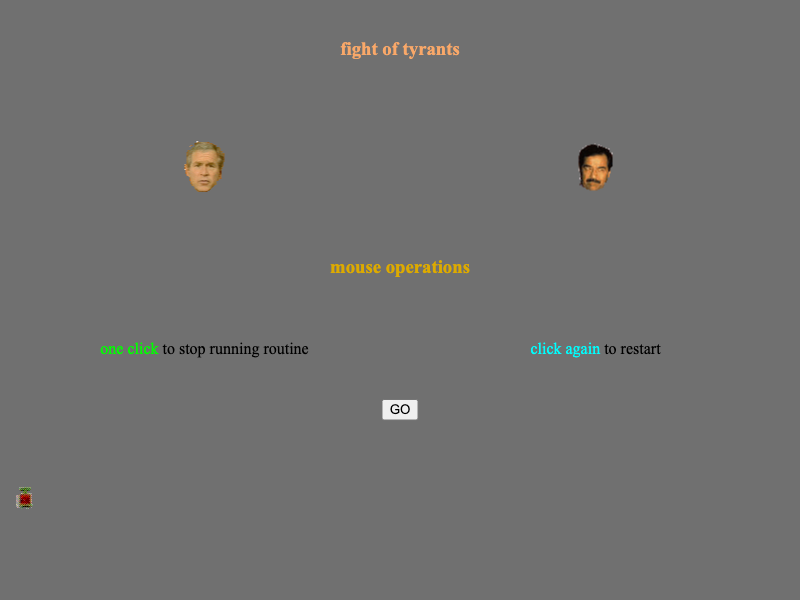 fight of tyrants
mouse operations
one click to stop running routine
click again to restart
GO